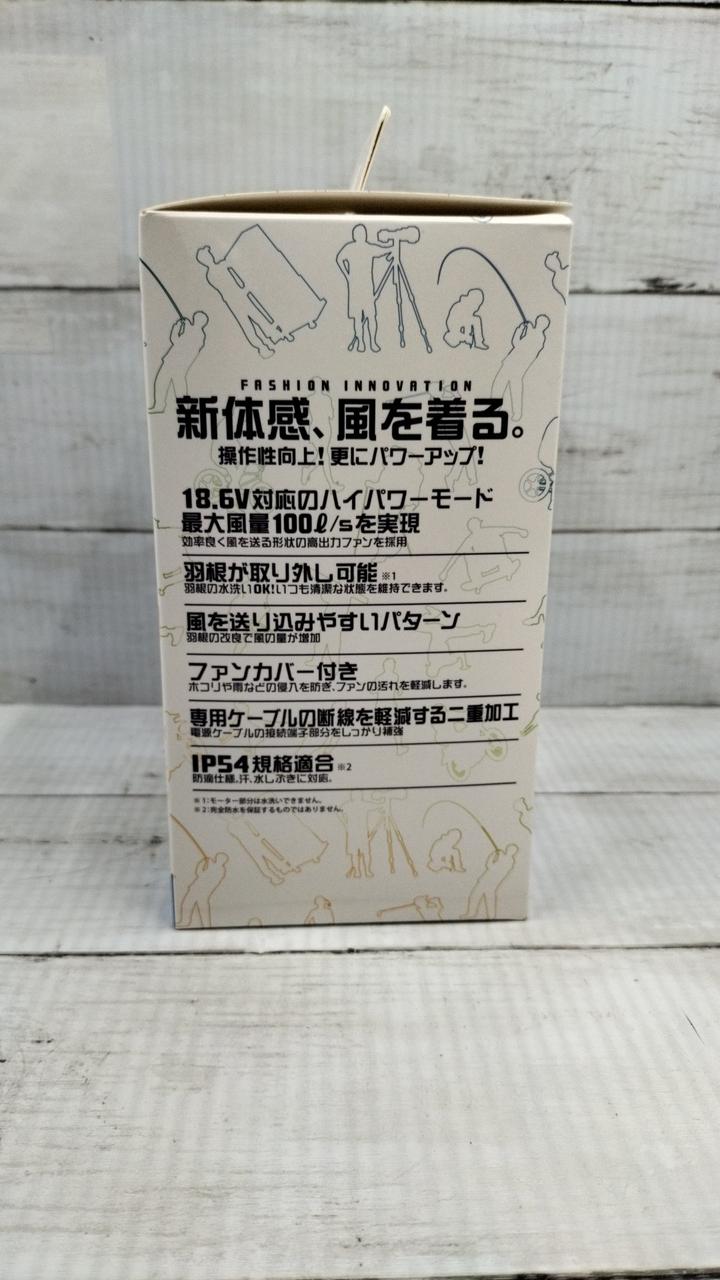 FASHION INNOVATION
新体感、風を着る。
操作性向上!更にパワーアップ!
18.6V対応のハイパワーモード
最大風量100ℓ/sを実現
効率良く風を送る形状の高出力ファンを採用
羽根が取り外し可能※1
羽根の水洗いOK!いつも清潔な状態を維持できます。
風を送り込みやすいパターン
羽根の改良で風の量が増加
ファンカバー付き
ホコリや雨などの侵入を防ぎ、ファンの汚れを軽減します。
専用ケーブルの断線を軽減する二重加工
電源ケーブルの接続端子部分をしっかり補強
IP54規格適合※2
防滴仕様。汗、水しぶきに対応。
※1:モーター部分は水洗いできません。
※2:完全防水を保証するものではありません。